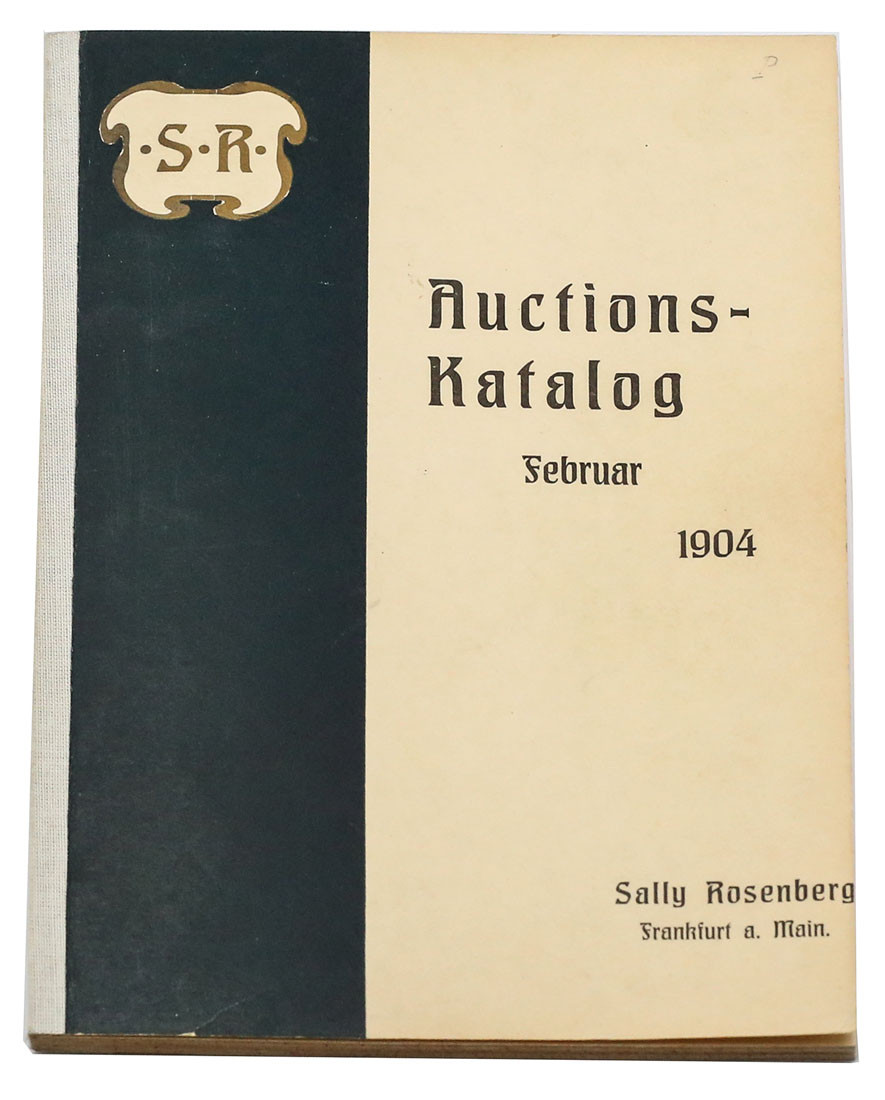 ·S·R·
Auctions-
Katalog
Februar
1904
Sally Rosenberg
Frankfurt a. Main.